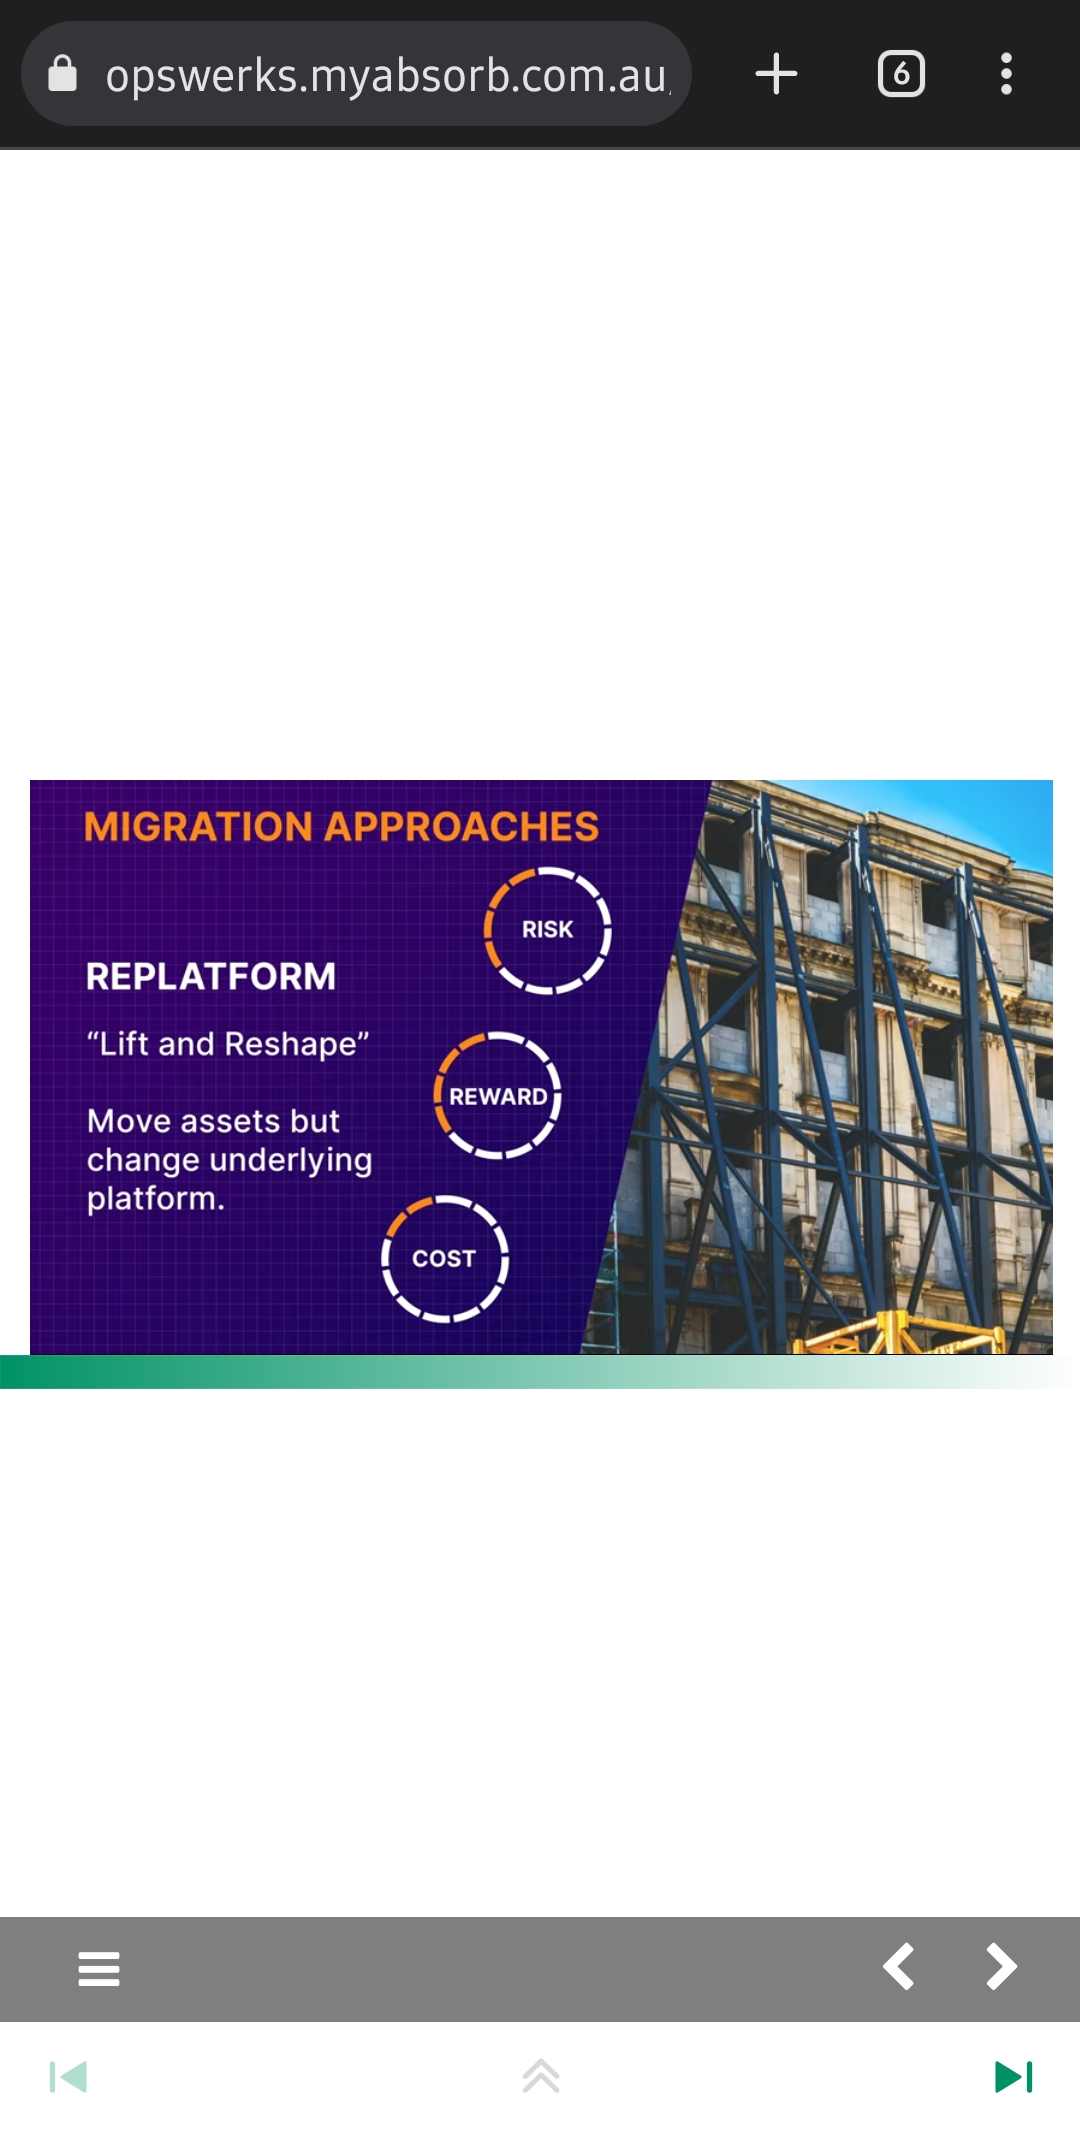 opswerks.myabsorb.com.au
6
MIGRATION APPROACHES
RISK
REPLATFORM
“Lift and Reshape”
REWARD
Move assets but
change underlying
platform.
COST